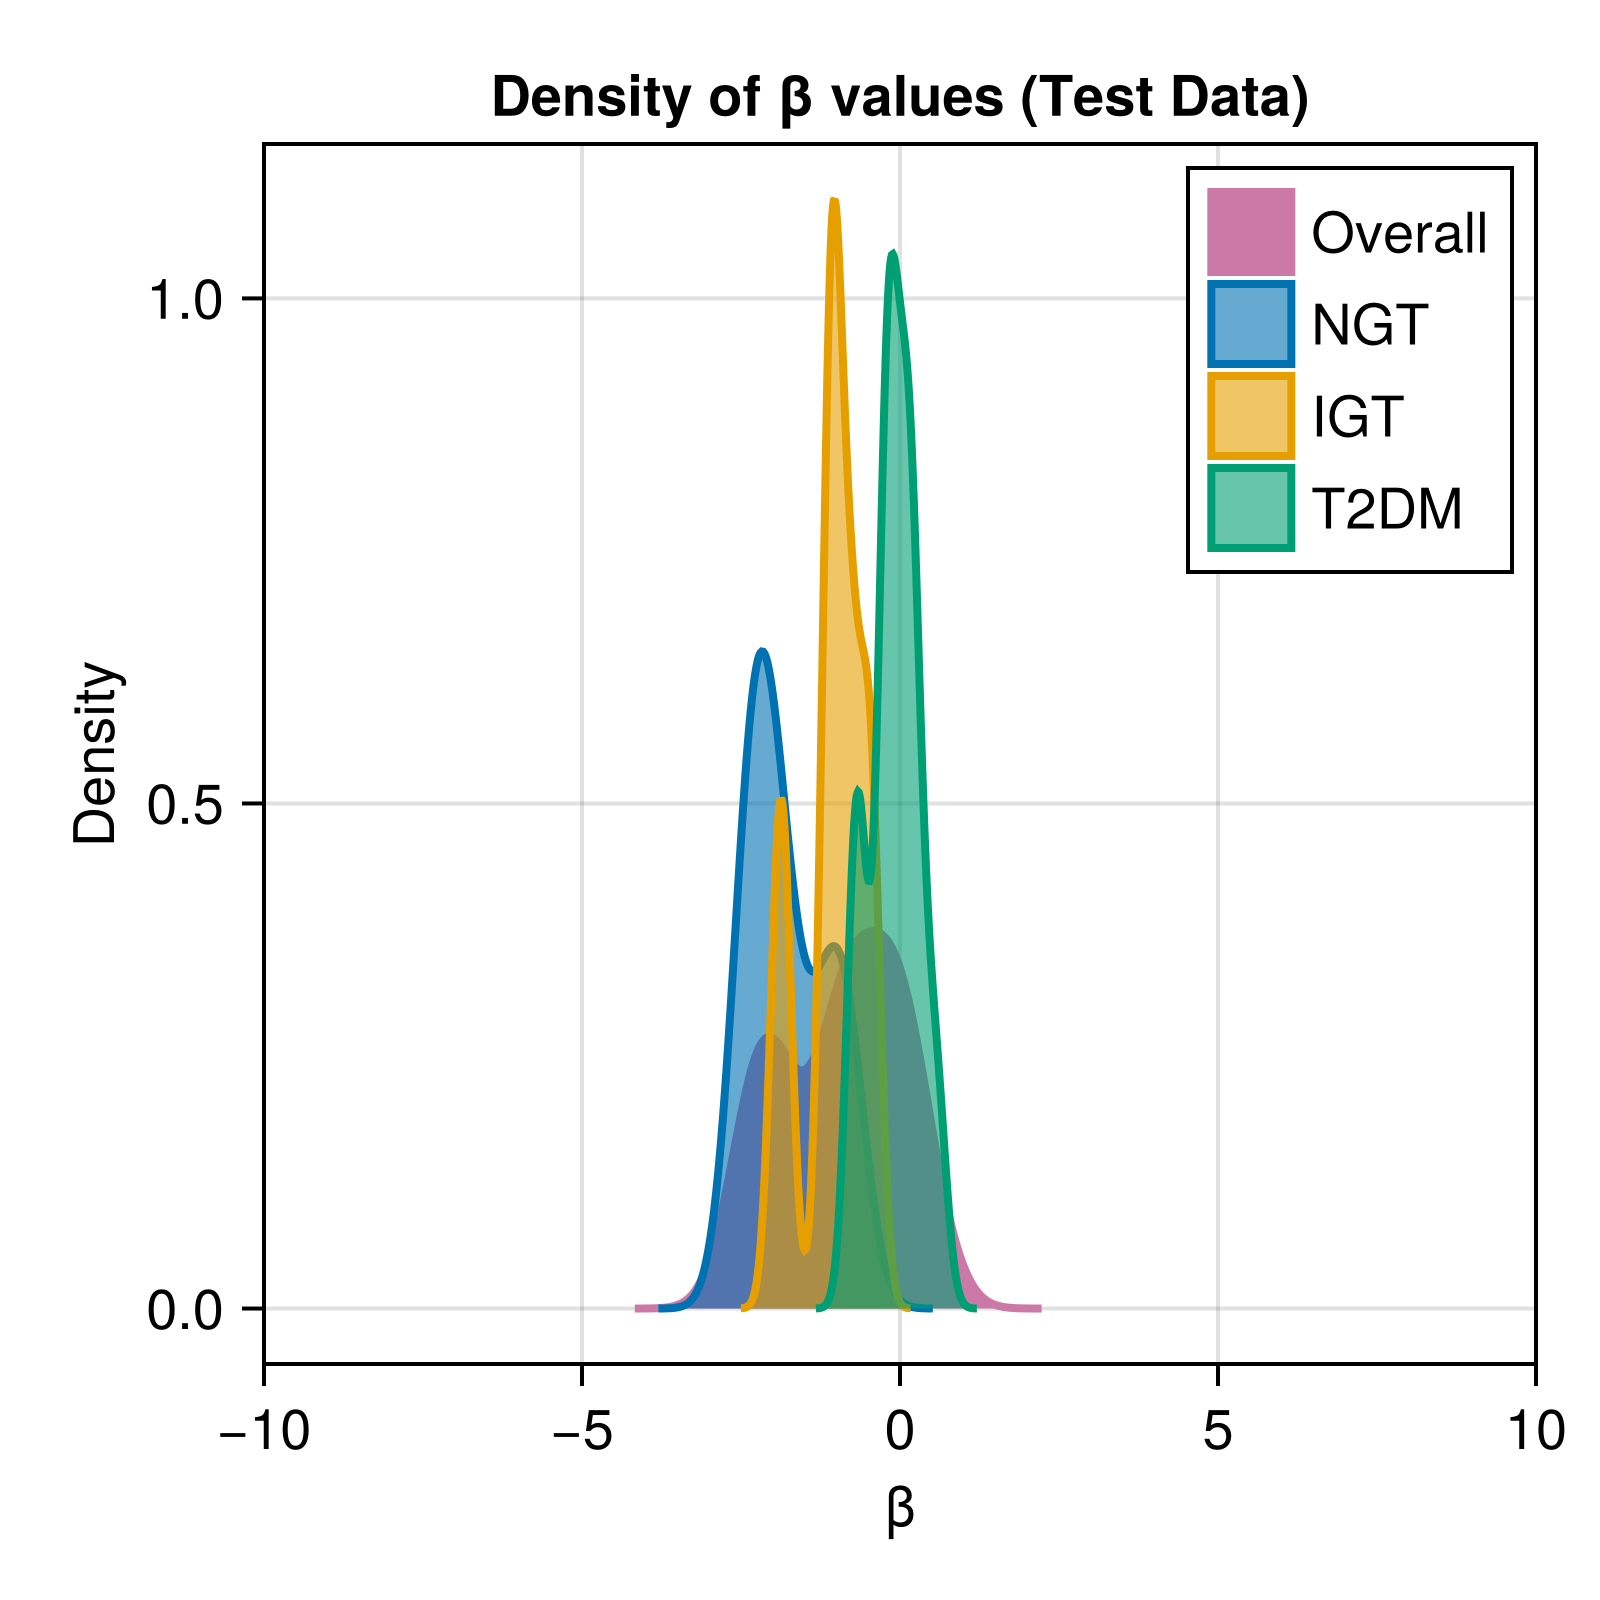 Density of β values (Test Data)
Overall
NGT
IGT
T2DM
1.0
0.5
0.0
Density
−10
−5
0
5
10
β